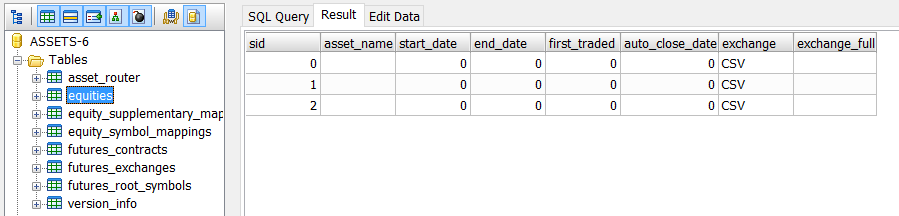 SQL Query Result Edit Data
ASSETS-6
Tables
asset_router
equities
equity_supplementary_map
equity_symbol_mappings
futures_contracts
futures_exchanges
futures_root_symbols
version_info
sid asset_name start_date end_date first_traded auto_close_date exchange exchange_full
0 0 0 0 0 CSV
1 0 0 0 0 CSV
2 0 0 0 0 CSV